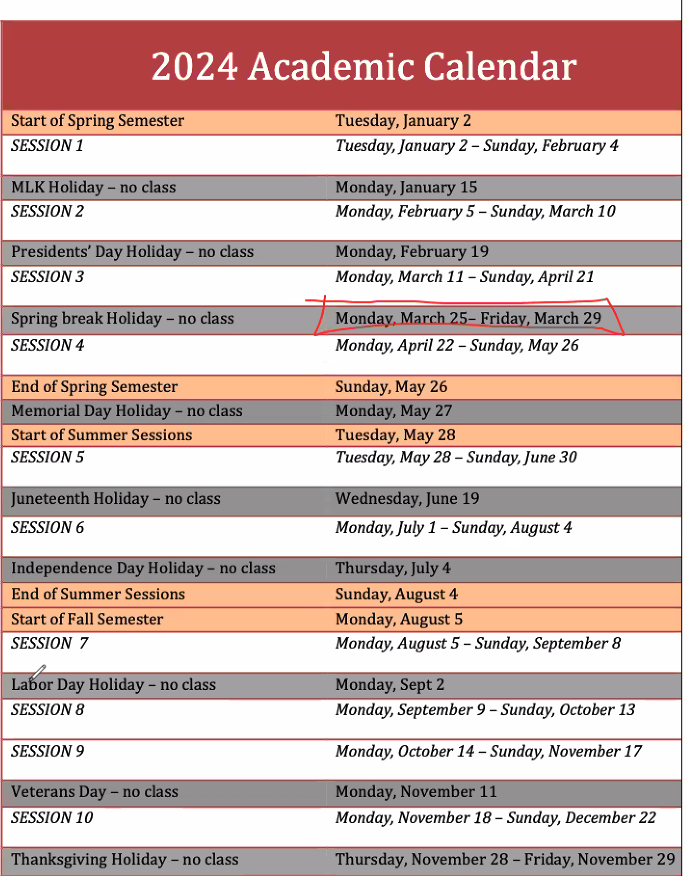 2024 Academic Calendar
Start of Spring Semester Tuesday, January 2
SESSION 1 Tuesday, January 2 – Sunday, February 4
MLK Holiday – no class Monday, January 15
SESSION 2 Monday, February 5 – Sunday, March 10
Presidents’ Day Holiday – no class Monday, February 19
SESSION 3 Monday, March 11 – Sunday, April 21
Spring break Holiday – no class Monday, March 25– Friday, March 29
SESSION 4 Monday, April 22 – Sunday, May 26
End of Spring Semester Sunday, May 26
Memorial Day Holiday – no class Monday, May 27
Start of Summer Sessions Tuesday, May 28
SESSION 5 Tuesday, May 28 – Sunday, June 30
Juneteenth Holiday – no class Wednesday, June 19
SESSION 6 Monday, July 1 – Sunday, August 4
Independence Day Holiday – no class Thursday, July 4
End of Summer Sessions Sunday, August 4
Start of Fall Semester Monday, August 5
SESSION 7 Monday, August 5 – Sunday, September 8
Labor Day Holiday – no class Monday, Sept 2
SESSION 8 Monday, September 9 – Sunday, October 13
SESSION 9 Monday, October 14 – Sunday, November 17
Veterans Day – no class Monday, November 11
SESSION 10 Monday, November 18 – Sunday, December 22
Thanksgiving Holiday – no class Thursday, November 28 – Friday, November 29